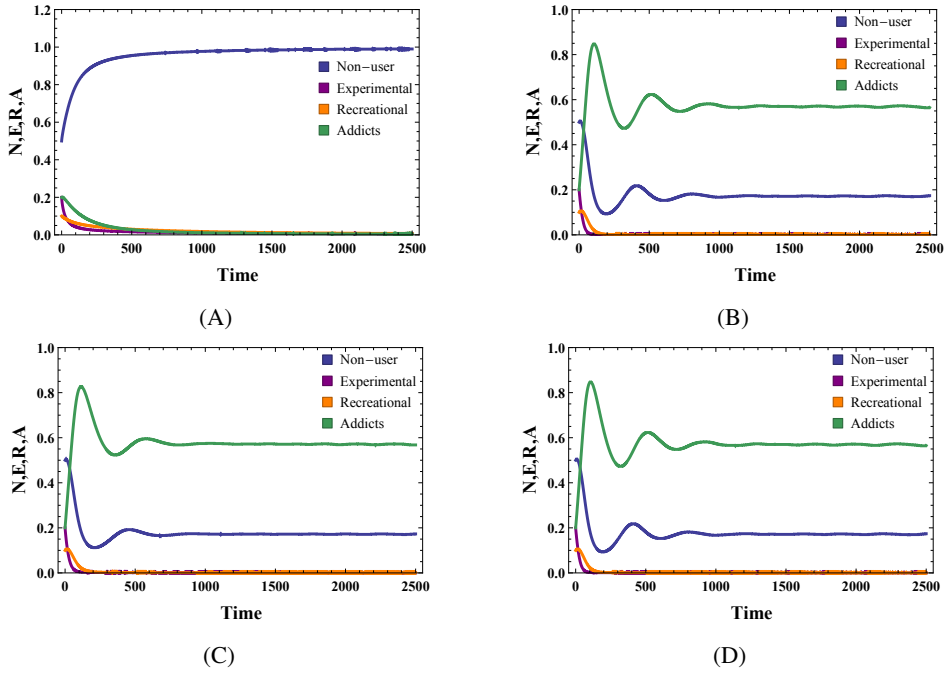 1.2
1.0
0.8
0.6
0.4
0.2
0.0
N,E,R,A
Non-user
Experimental
Recreational
Addicts
0 500 1000 1500 2000 2500
Time
(A)
1.0
0.8
0.6
0.4
0.2
0.0
N,E,R,A
Non-user
Experimental
Recreational
Addicts
0 500 1000 1500 2000 2500
Time
(B)
1.0
0.8
0.6
0.4
0.2
0.0
N,E,R,A
Non-user
Experimental
Recreational
Addicts
0 500 1000 1500 2000 2500
Time
(C)
1.0
0.8
0.6
0.4
0.2
0.0
N,E,R,A
Non-user
Experimental
Recreational
Addicts
0 500 1000 1500 2000 2500
Time
(D)